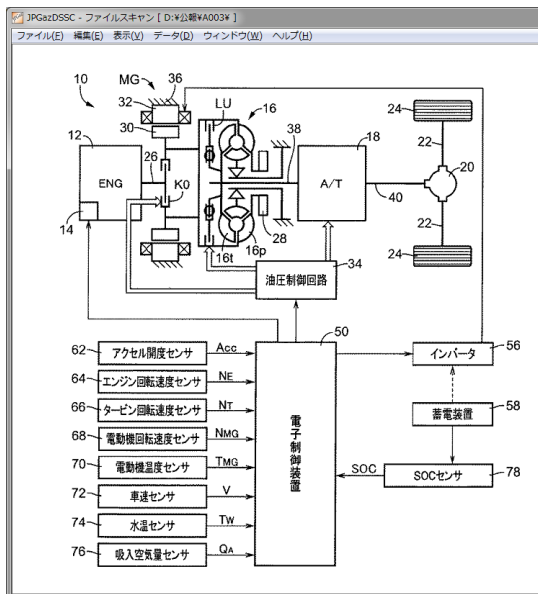 JPGazDSSC - ファイルスキャン [ D:¥公報¥A003¥ ]
ファイル(F) 編集(E) 表示(V) データ(D) ウィンドウ(W) ヘルプ(H)
10
MG
36
32
30
LU
16
12
26
ENG
K0
38
18
A/T
24
22
20
40
14
16t
16p
28
22
24
油圧制御回路
34
50
62
アクセル開度センサ
Acc
64
エンジン回転速度センサ
NE
66
タービン回転速度センサ
NT
68
電動機回転速度センサ
NMG
70
電動機温度センサ
TMG
72
車速センサ
V
74
水温センサ
TW
76
吸入空気量センサ
QA
電子制御装置
インバータ
56
蓄電装置
58
SOC
SOCセンサ
78